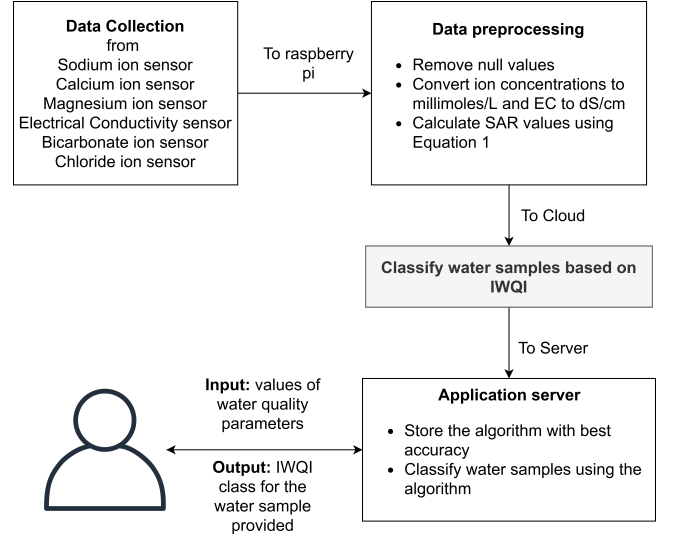 Data Collection
from
Sodium ion sensor
Calcium ion sensor
Magnesium ion sensor
Electrical Conductivity sensor
Bicarbonate ion sensor
Chloride ion sensor
To raspberry
pi
Data preprocessing
• Remove null values
• Convert ion concentrations to
millimoles/L and EC to dS/cm
• Calculate SAR values using
Equation 1
To Cloud
Classify water samples based on
IWQI
To Server
Application server
• Store the algorithm with best
accuracy
• Classify water samples using the
algorithm
Input: values of
water quality
parameters
Output: IWQI
class for the
water sample
provided